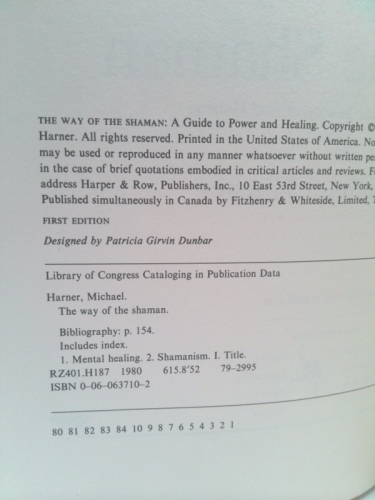 THE WAY OF THE SHAMAN: A Guide to Power and Healing. Copyright ©
Harner. All rights reserved. Printed in the United States of America. No
may be used or reproduced in any manner whatsoever without written pe
in the case of brief quotations embodied in critical articles and reviews. F
address Harper & Row, Publishers, Inc., 10 East 53rd Street, New York,
Published simultaneously in Canada by Fitzhenry & Whiteside, Limited,
FIRST EDITION
Designed by Patricia Girvin Dunbar
Library of Congress Cataloging in Publication Data
Harner, Michael.
The way of the shaman.
Bibliography: p. 154.
Includes index.
1. Mental healing. 2. Shamanism. I. Title.
RZ401.H187 1980 615.8'52 79-2995
ISBN 0-06-063710-2
80 81 82 83 84 10 9 8 7 6 5 4 3 2 1